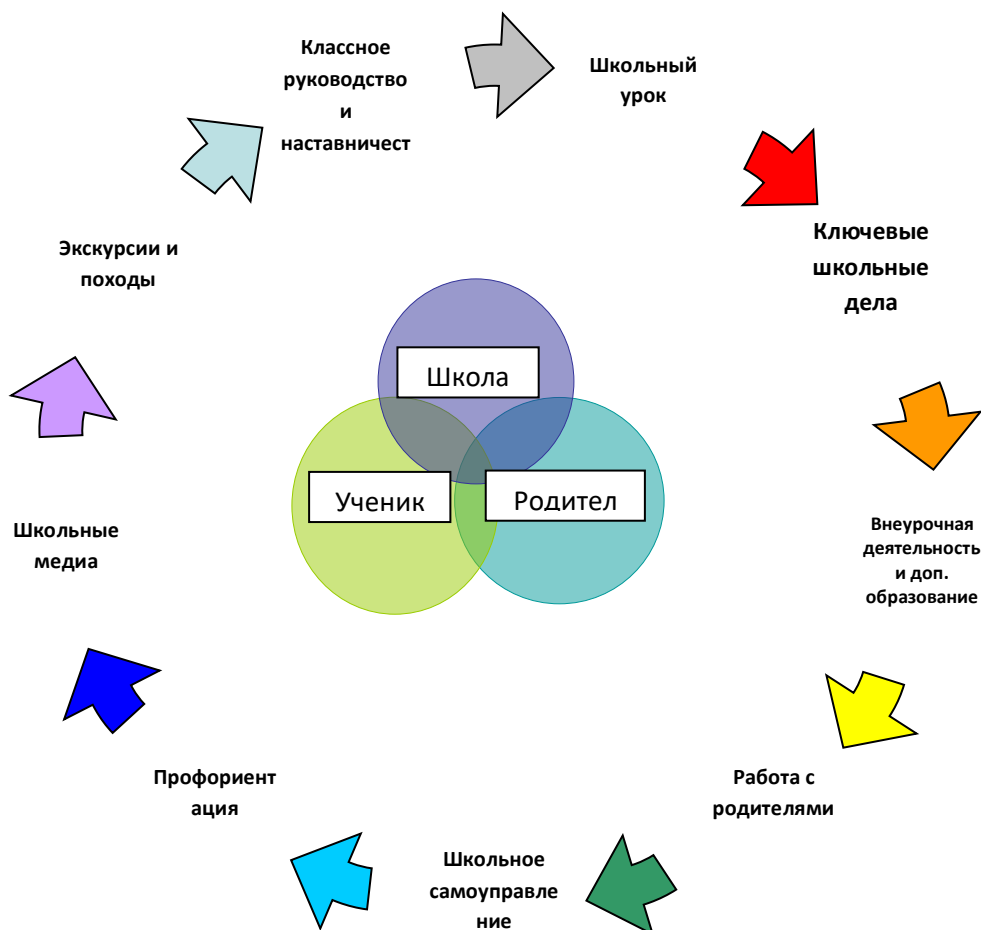 Классное
руководство
и
наставничест
Школьный
урок
Ключевые
школьные
дела
Экскурсии и
походы
Школа
Ученик
Родител
Школьные
медиа
Внеурочная
деятельность
и доп.
образование
Профориент
ация
Работа с
родителями
Школьное
самоуправле
ние